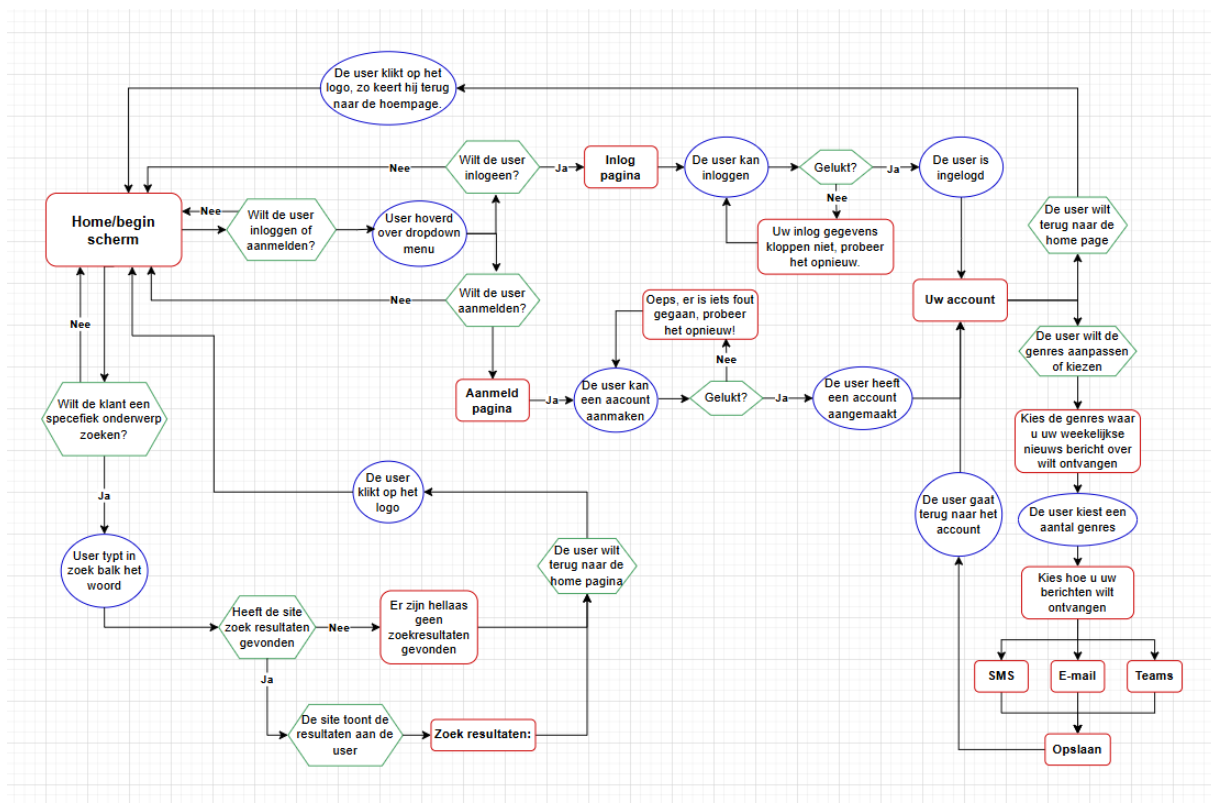 De user klikt op het
logo, zo keert hij terug
naar de hoempage.
Nee
Wilt de user
inlogeen?
Ja
Inlog
pagina
De user kan
inloggen
Gelukt?
Ja
De user is
ingelogd
Nee
Uw inlog gegevens
kloppen niet, probeer
het opnieuw.
De user wilt
terug naar de
home page
Home/begin
scherm
Nee
Wilt de user
inloggen of
aanmelden?
User hoverd
over dropdown
menu
Nee
Wilt de user
aanmelden?
Oeps, er is iets fout
gegaan, probeer
het opnieuw!
Uw account
De user wilt de
genres aanpassen
of kiezen
Nee
Nee
Aanmeld
pagina
Ja
De user kan
een aacount
aanmaken
Gelukt?
Ja
De user heeft
een account
aangemaakt
Wilt de klant een
specefiek onderwerp
zoeken?
Kies de genres waar
u uw weekelijkse
nieuws bericht over
wilt ontvangen
Ja
De user
klikt op het
logo
De user gaat
terug naar het
account
De user kiest een
aantal genres
User typt in
zoek balk het
woord
De user wilt
terug naar de
home pagina
Kies hoe u uw
berichten wilt
ontvangen
Heeft de site
zoek resultaten
gevonden
Nee
Er zijn hellaas
geen
zoekresultaten
gevonden
Ja
SMS
E-mail
Teams
De site toont de
resultaten aan de
user
Zoek resultaten:
Opslaan